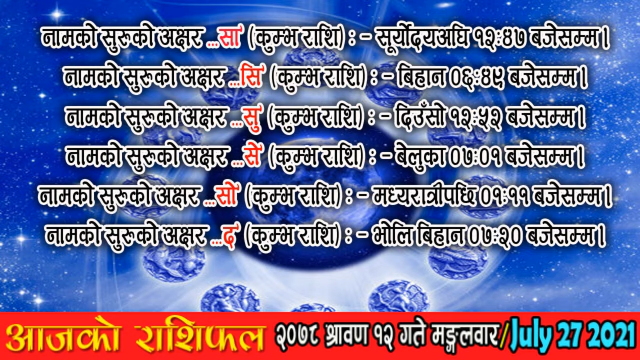 नामको सुरूको अक्षर ...सा' (कुम्भ राशि) : - सूर्योदयअघि १२:४७ बजेसम्म।
नामको सुरूको अक्षर ...सि' (कुम्भ राशि) : - बिहान ०६:४९ बजेसम्म।
नामको सुरूको अक्षर ...सु' (कुम्भ राशि) : - दिउँसो १२:५२ बजेसम्म।
नामको सुरूको अक्षर ...से' (कुम्भ राशि) : - बेलुका ०७:०१ बजेसम्म।
नामको सुरूको अक्षर ...सो' (कुम्भ राशि) : - मध्यरात्रीपछि ०१:११ बजेसम्म।
नामको सुरूको अक्षर ...द' (कुम्भ राशि) : - भोलि बिहान ०७:२० बजेसम्म।
आजको राशिफल २०७८ श्रावण १२ गते मङ्गलवार//July 27 2021